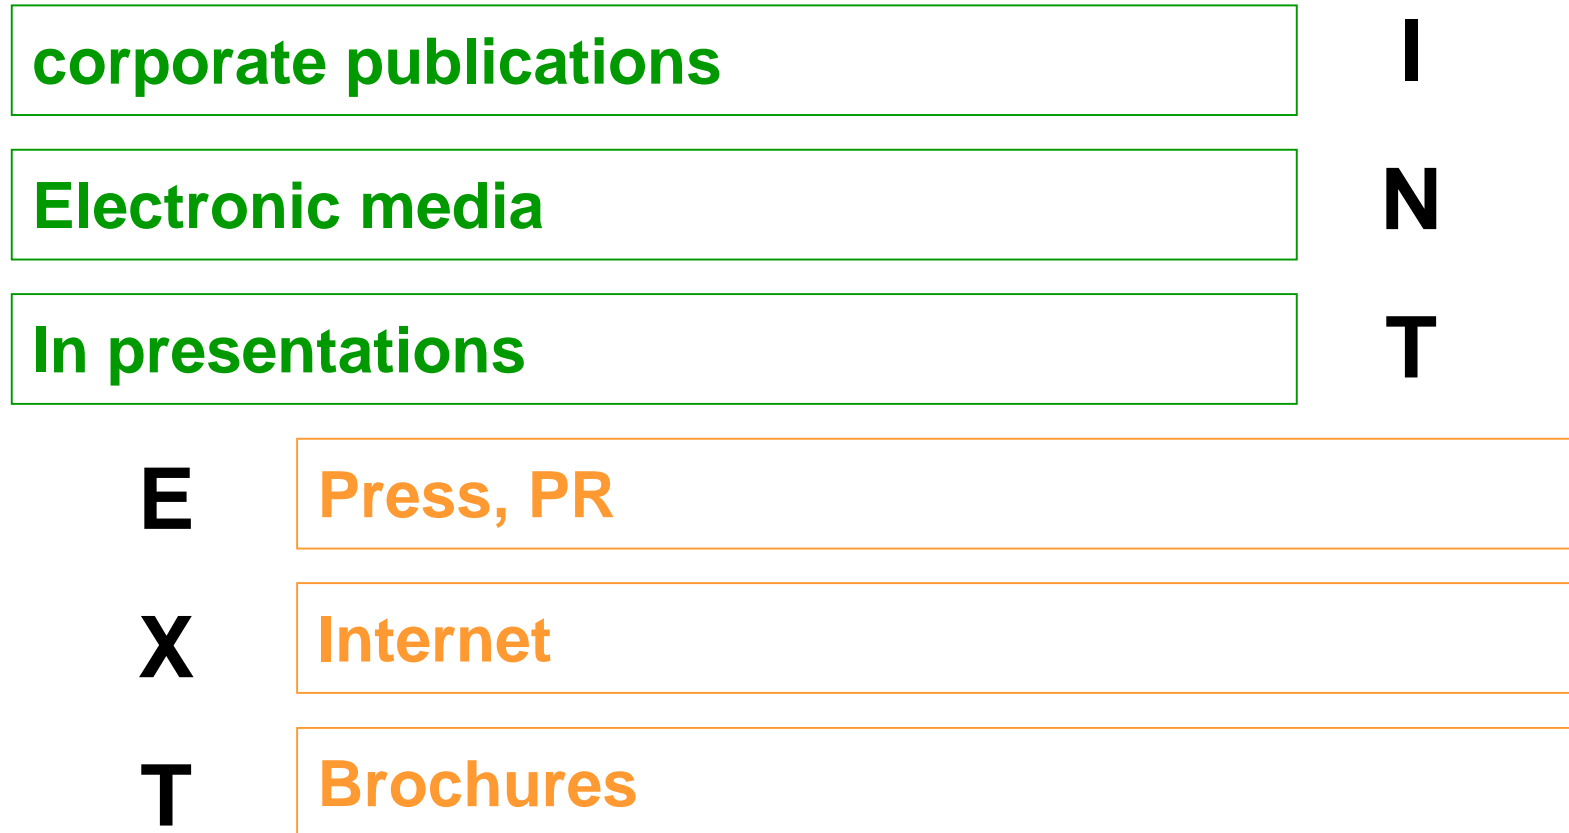 corporate publications I
Electronic media N
In presentations T
E Press, PR
X Internet
T Brochures